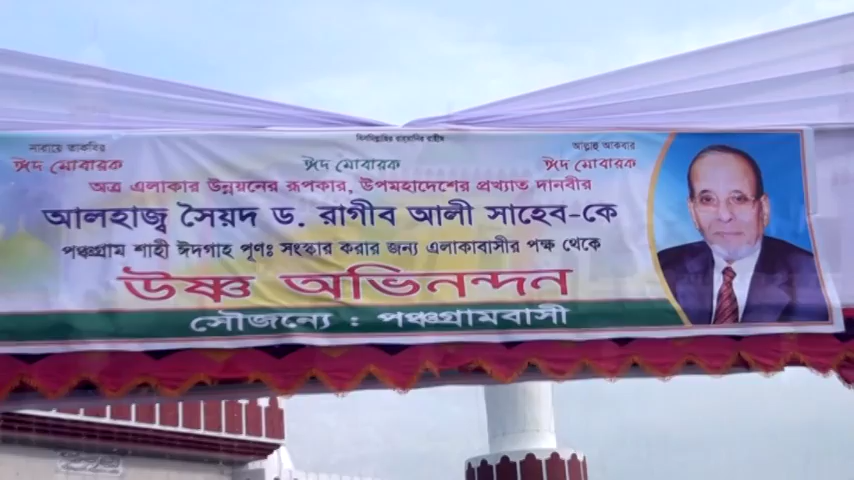 বিসমিল্লাহির রাহমানির রাহীম
নারায়ে তাকবির
আল্লাহু আকবার
ঈদ মোবারক
ঈদ মোবারক
ঈদ মোবারক
অত্র এলাকার উন্নয়নের রূপকার, উপমহাদেশের প্রখ্যাত দানবীর
আলহাজ্ব সৈয়দ ড. রাগীব আলী সাহেব-কে
পঞ্চগ্রাম শাহী ঈদগাহ পূণঃ সংস্কার করার জন্য এলাকাবাসীর পক্ষ থেকে
উষ্ণ অভিনন্দন
সৌজন্যে : পঞ্চগ্রামবাসী